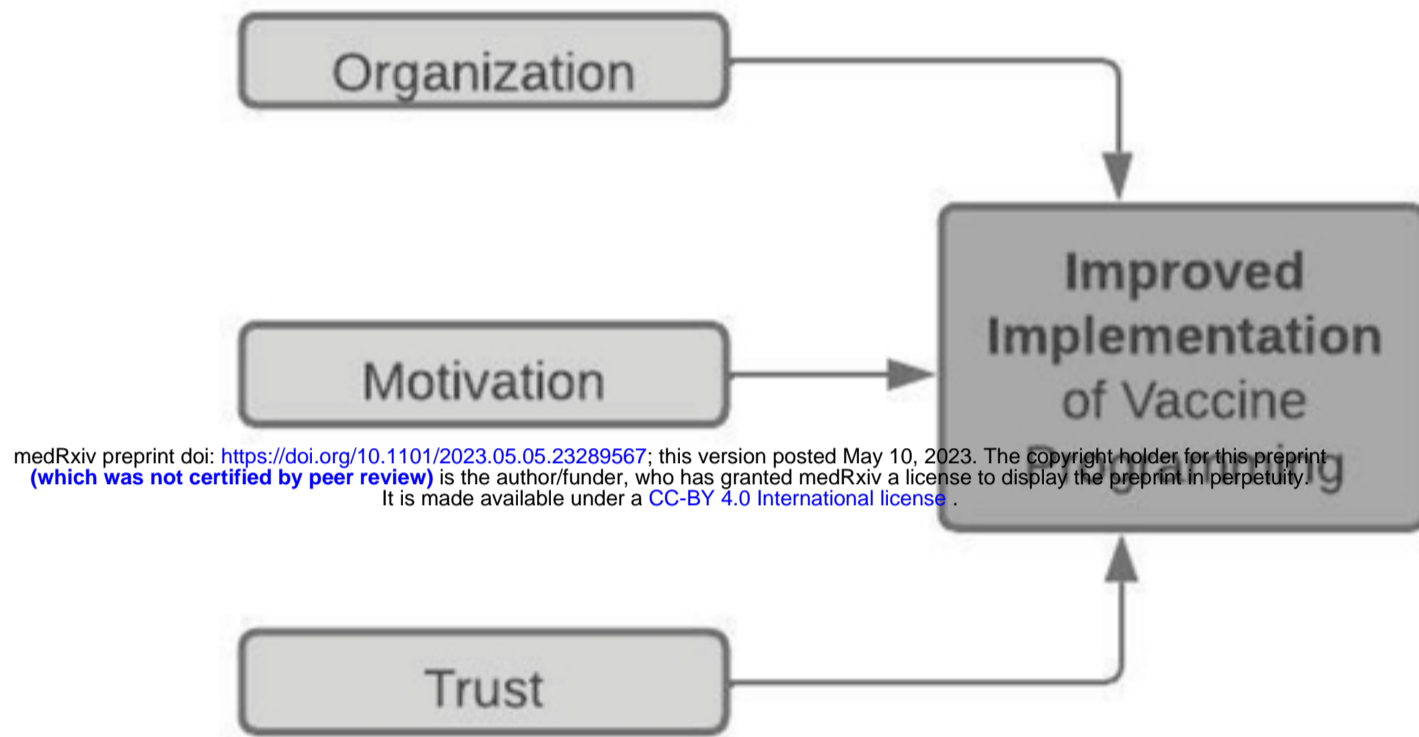 Organization
Improved
Implementation
of Vaccine
Programming
Motivation
medRxiv preprint doi: https://doi.org/10.1101/2023.05.05.23289567; this version posted May 10, 2023. The copyright holder for this preprint
(which was not certified by peer review) is the author/funder, who has granted medRxiv a license to display the preprint in perpetuity.
It is made available under a CC-BY 4.0 International license .
Trust